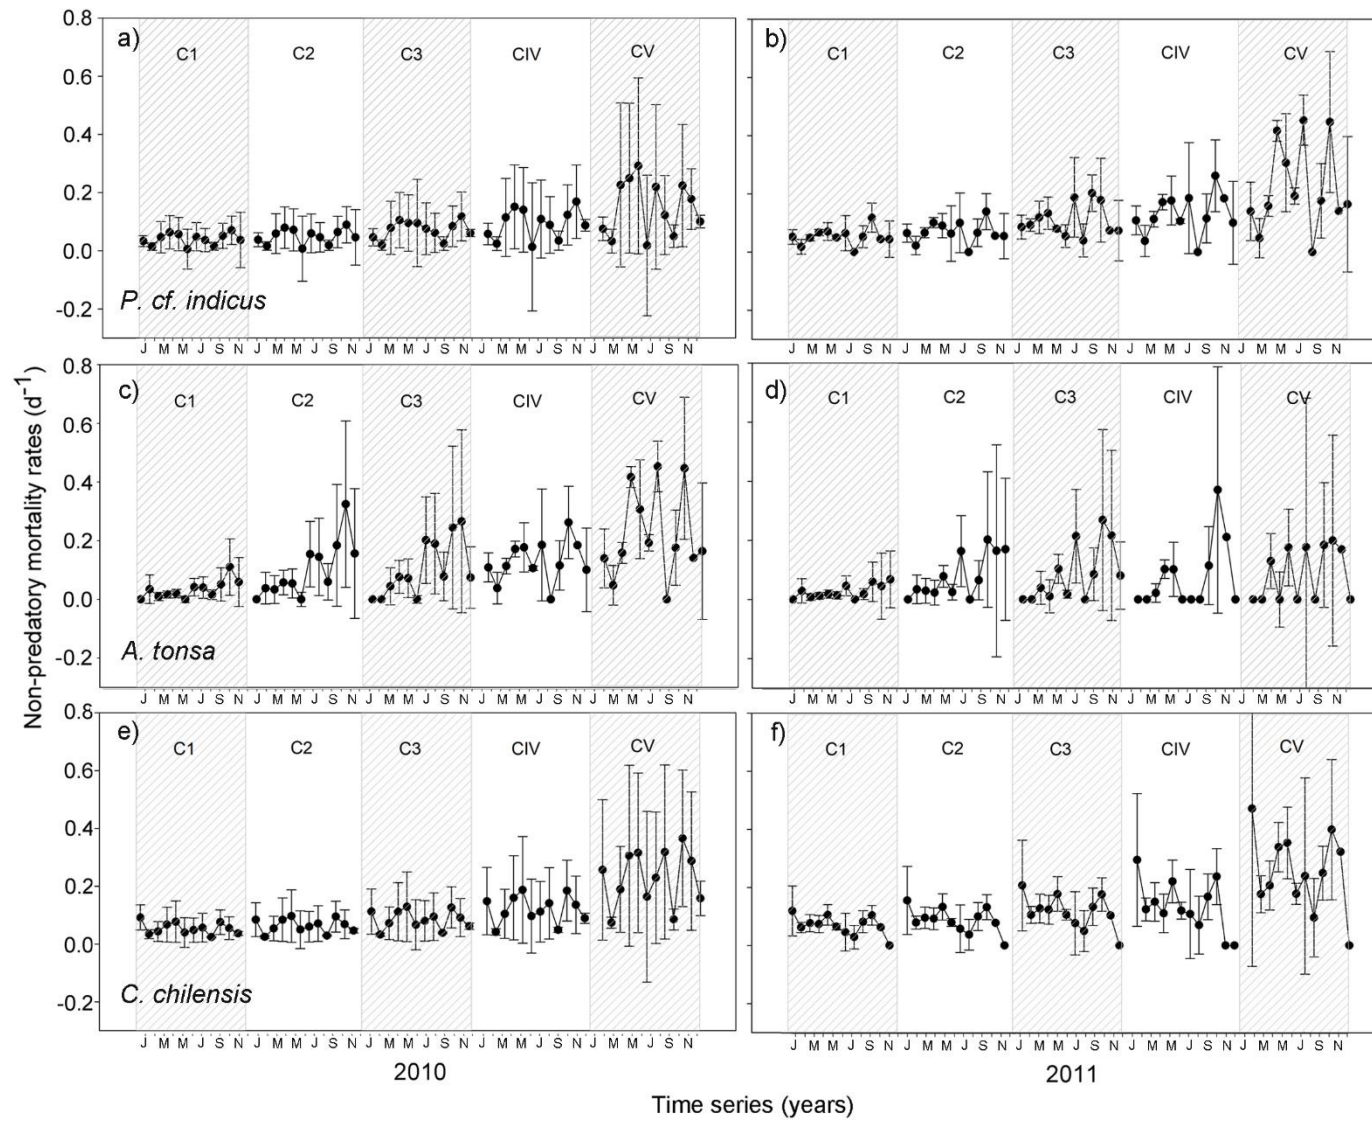 a) C1 C2 C3 CIV CV
b) C1 C2 C3 CIV CV
0.8
0.6
0.4
0.2
0.0
-0.2
P. cf. indicus
J M M J S N J M M J S N J M M J S N J M M J S N J M M J S N
J M M J S N J M M J S N J M M J S N J M M J S N J M M J S N
c) C1 C2 C3 CIV CV
d) C1 C2 C3 CIV CV
0.8
0.6
0.4
0.2
0.0
-0.2
A. tonsa
J M M J S N J M M J S N J M M J S N J M M J S N J M M J S N
J M M J S N J M M J S N J M M J S N J M M J S N J M M J S N
e) C1 C2 C3 CIV CV
f) C1 C2 C3 CIV CV
0.8
0.6
0.4
0.2
0.0
-0.2
C. chilensis
J M M J S N J M M J S N J M M J S N J M M J S N J M M J S N
J M M J S N J M M J S N J M M J S N J M M J S N J M M J S N
Non-predatory mortality rates (d⁻¹)
2010
2011
Time series (years)